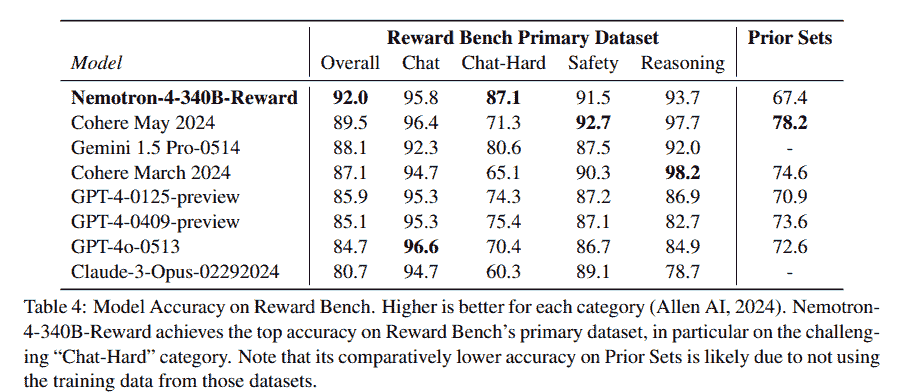 Reward Bench Primary Dataset Prior Sets
Model Overall Chat Chat-Hard Safety Reasoning
Nemotron-4-340B-Reward 92.0 95.8 87.1 91.5 93.7 67.4
Cohere May 2024 89.5 96.4 71.3 92.7 97.7 78.2
Gemini 1.5 Pro-0514 88.1 92.3 80.6 87.5 92.0 -
Cohere March 2024 87.1 94.7 65.1 90.3 98.2 74.6
GPT-4-0125-preview 85.9 95.3 74.3 87.2 86.9 70.9
GPT-4-0409-preview 85.1 95.3 75.4 87.1 82.7 73.6
GPT-4o-0513 84.7 96.6 70.4 86.7 84.9 72.6
Claude-3-Opus-02292024 80.7 94.7 60.3 89.1 78.7 -
Table 4: Model Accuracy on Reward Bench. Higher is better for each category (Allen AI, 2024). Nemotron-
4-340B-Reward achieves the top accuracy on Reward Bench's primary dataset, in particular on the challeng-
ing “Chat-Hard” category. Note that its comparatively lower accuracy on Prior Sets is likely due to not using
the training data from those datasets.